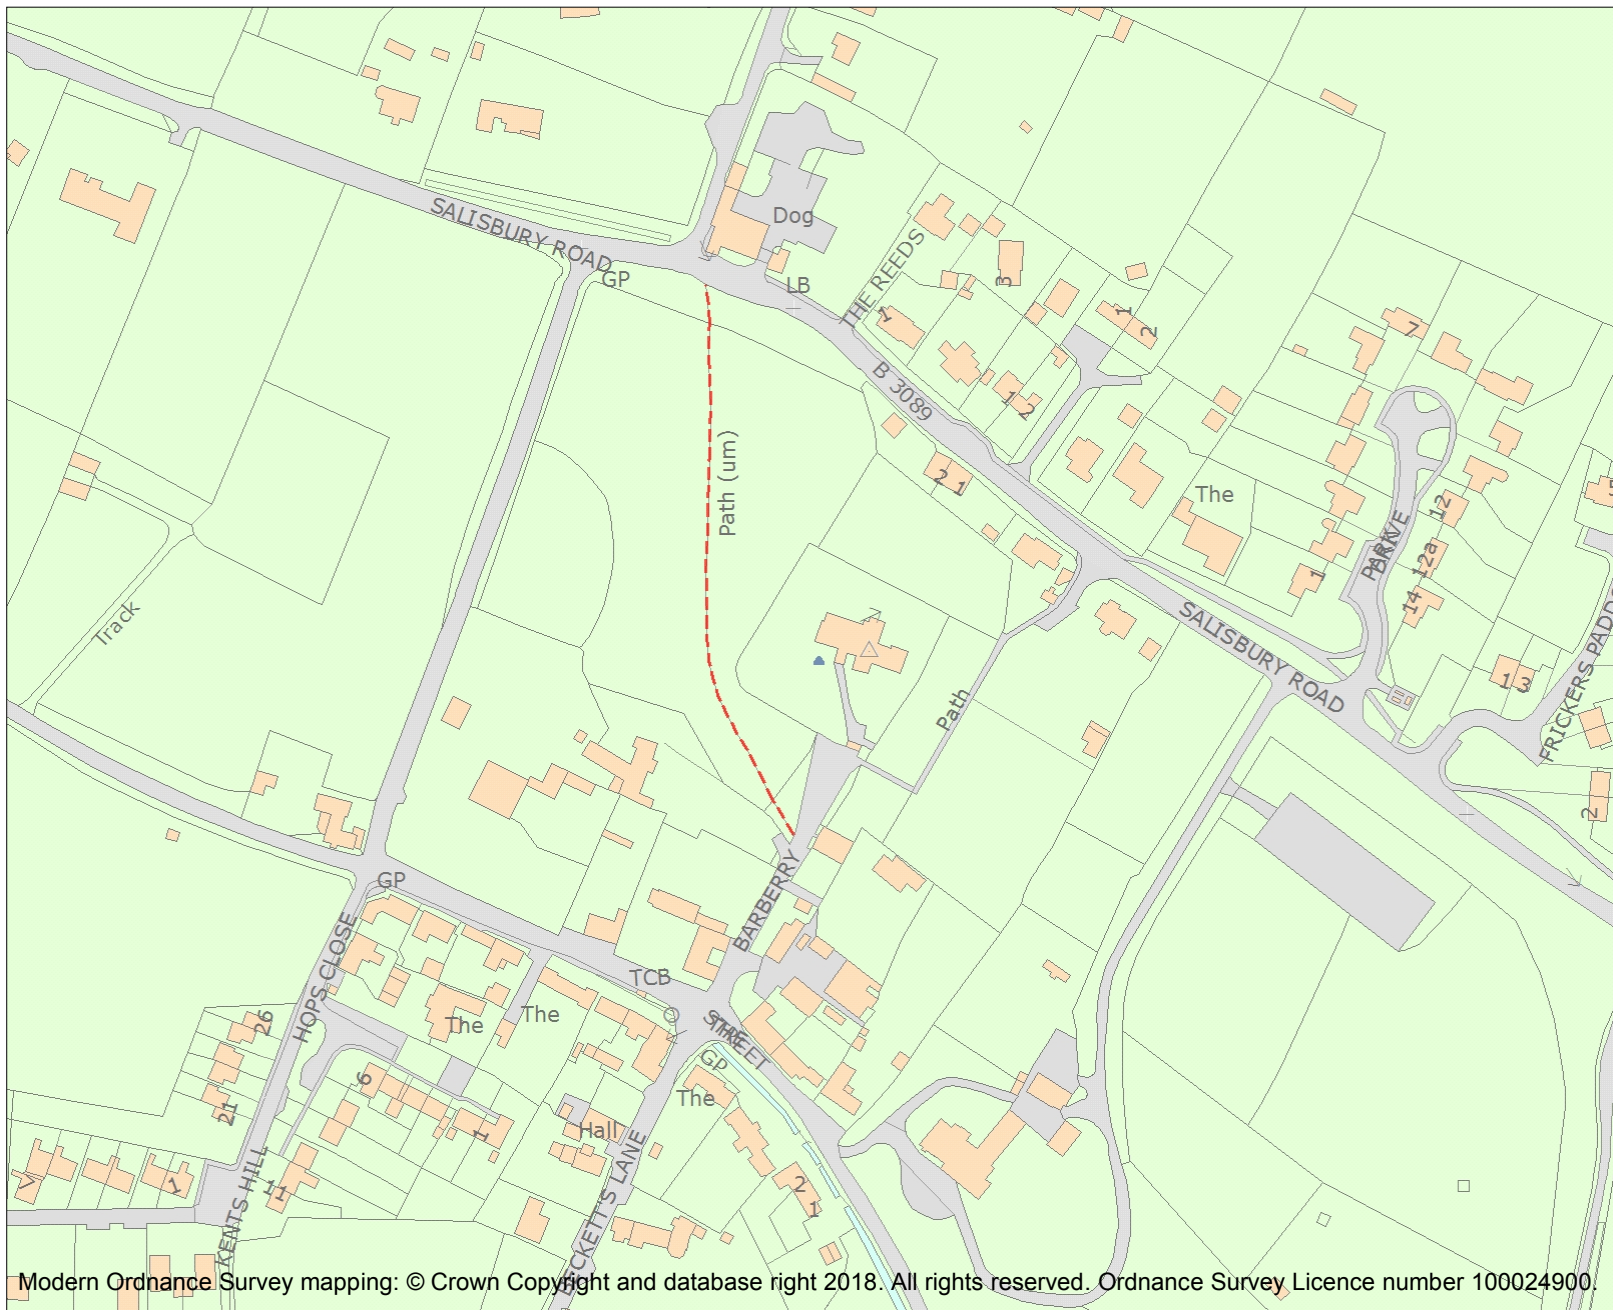 SALISBURY ROAD
GP
Dog
LB
THE REEDS
1
3
1
2
7
B 3089
1 2
Path (um)
2 1
The
PARK
12
12a
14
1
Track
SALISBURY ROAD
Path
1 3
FRICKERS PADDO
2
GP
BARBERRY
HOPS CLOSE
TCB
The
The
THE
STREET
GP
26
21
6
1
The
Hall
7
1
11
KENTS HILL
BECKETT'S LANE
2
1
Modern Ordnance Survey mapping: © Crown Copyright and database right 2018. All rights reserved. Ordnance Survey Licence number 100024900.